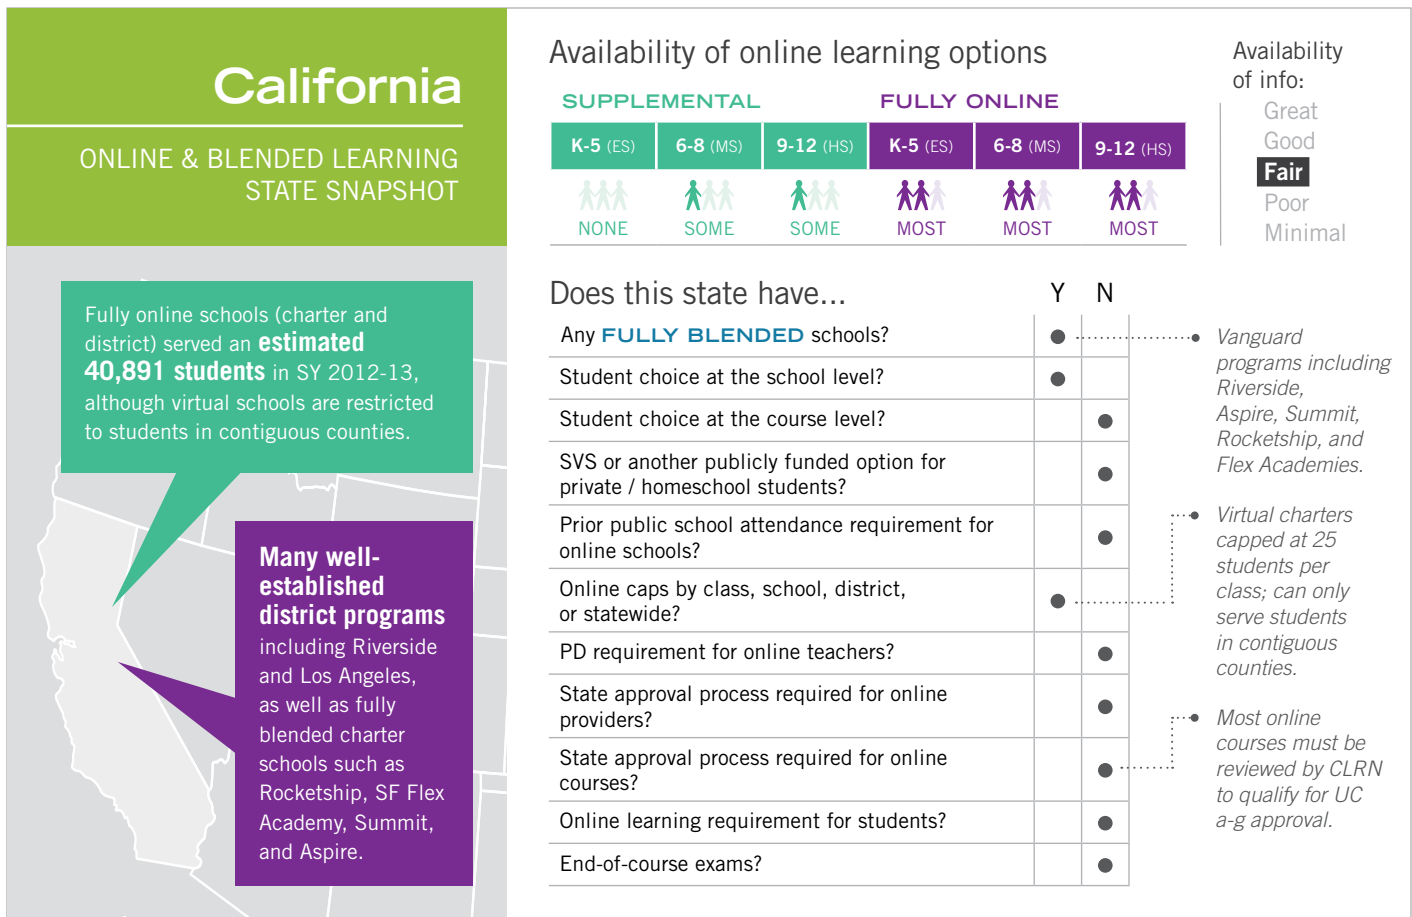 California
ONLINE & BLENDED LEARNING
STATE SNAPSHOT
Fully online schools (charter and
district) served an estimated
40,891 students in SY 2012-13,
although virtual schools are restricted
to students in contiguous counties.
Many well-
established
district programs
including Riverside
and Los Angeles,
as well as fully
blended charter
schools such as
Rocketship, SF Flex
Academy, Summit,
and Aspire.
Availability of online learning options
SUPPLEMENTAL FULLY ONLINE
K-5 (ES) 6-8 (MS) 9-12 (HS) K-5 (ES) 6-8 (MS) 9-12 (HS)
NONE SOME SOME MOST MOST MOST
Availability
of info:
Great
Good
Fair
Poor
Minimal
Does this state have... Y N
Any FULLY BLENDED schools?
Student choice at the school level?
Student choice at the course level?
SVS or another publicly funded option for
private / homeschool students?
Prior public school attendance requirement for
online schools?
Online caps by class, school, district,
or statewide?
PD requirement for online teachers?
State approval process required for online
providers?
State approval process required for online
courses?
Online learning requirement for students?
End-of-course exams?
Vanguard
programs including
Riverside,
Aspire, Summit,
Rocketship, and
Flex Academies.
Virtual charters
capped at 25
students per
class; can only
serve students
in contiguous
counties.
Most online
courses must be
reviewed by CLRN
to qualify for UC
a-g approval.